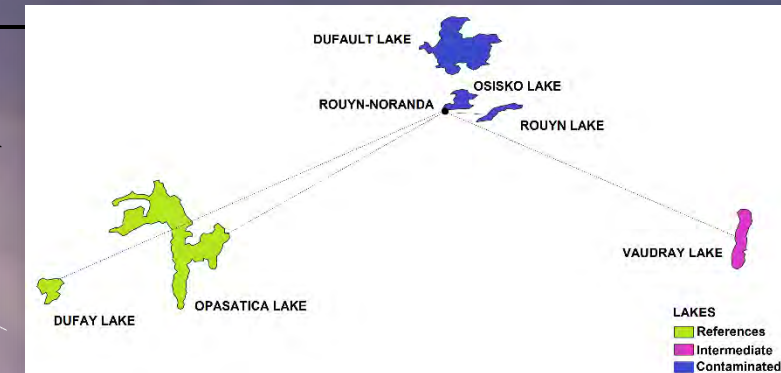 DUFAULT LAKE
OSISKO LAKE
ROUYN-NORANDA
ROUYN LAKE
VAUDRAY LAKE
OPASATICA LAKE
DUFAY LAKE
LAKES
References
Intermediate
Contaminated